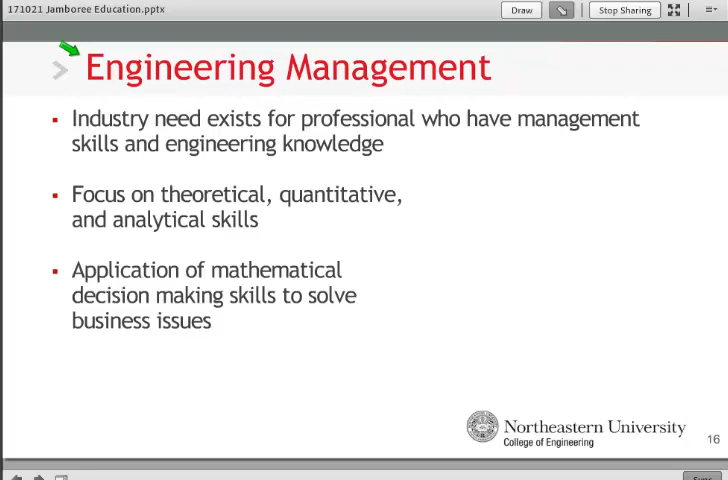 171021 Jamboree Education.pptx
Draw
Stop Sharing
Engineering Management
Industry need exists for professional who have management
skills and engineering knowledge
Focus on theoretical, quantitative,
and analytical skills
Application of mathematical
decision making skills to solve
business issues
Northeastern University
College of Engineering
16
Sync